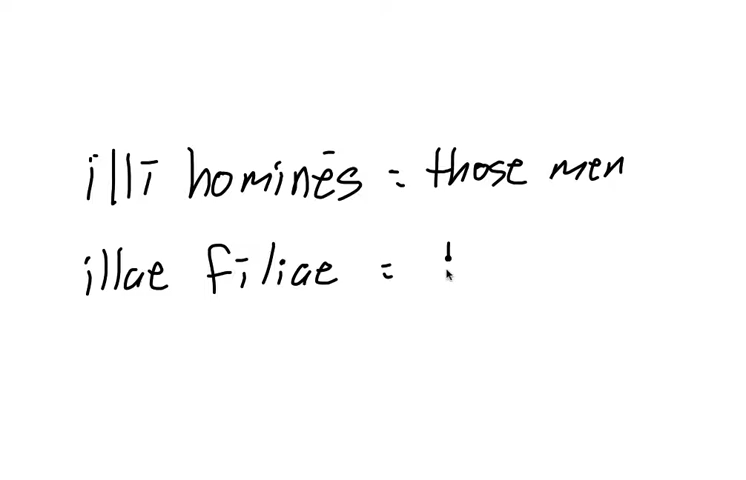 illī hominēs = those men
illae fīliae =